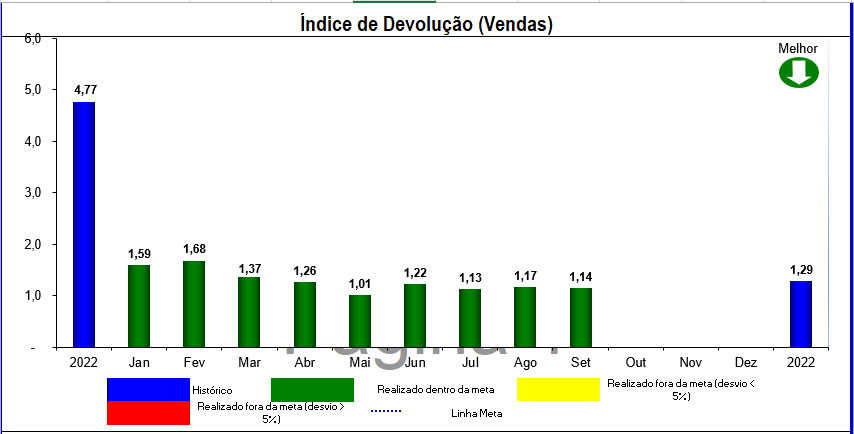 Índice de Devolução (Vendas)
6,0
Melhor
5,0
4,77
4,0
3,0
2,0
1,59
1,68
1,37
1,26
1,01
1,22
1,13
1,17
1,14
1,29
1,0
-
2022 Jan Fev Mar Abr Mai Jun Jul Ago Set Out Nov Dez 2022
Histórico
Realizado dentro da meta
Realizado fora da meta (desvio <
5%)
Realizado fora da meta (desvio >
5%)
Linha Meta